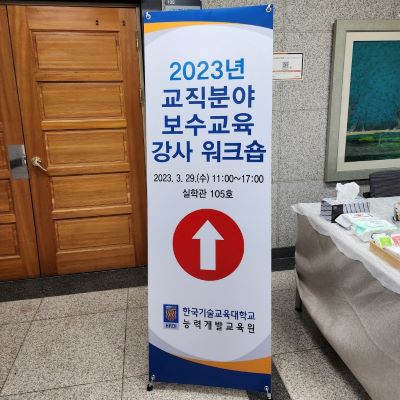 2023년
교직분야
보수교육
강사 워크숍
2023. 3. 29.(수) 11:00~17:00
실학관 105호
HRDI
한국기술교육대학교
능력개발교육원
105